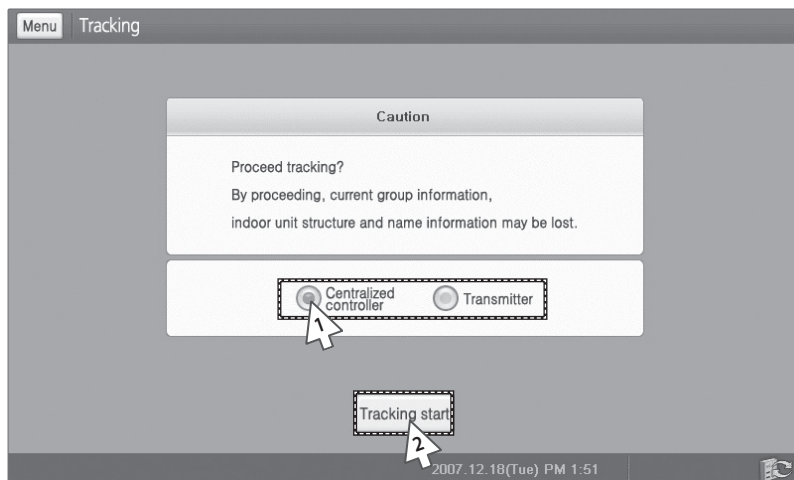 Menu Tracking
Caution
Proceed tracking?
By proceeding, current group information,
indoor unit structure and name information may be lost.
Centralized
controller
Transmitter
1
Tracking start
2
2007.12.18(Tue) PM 1:51